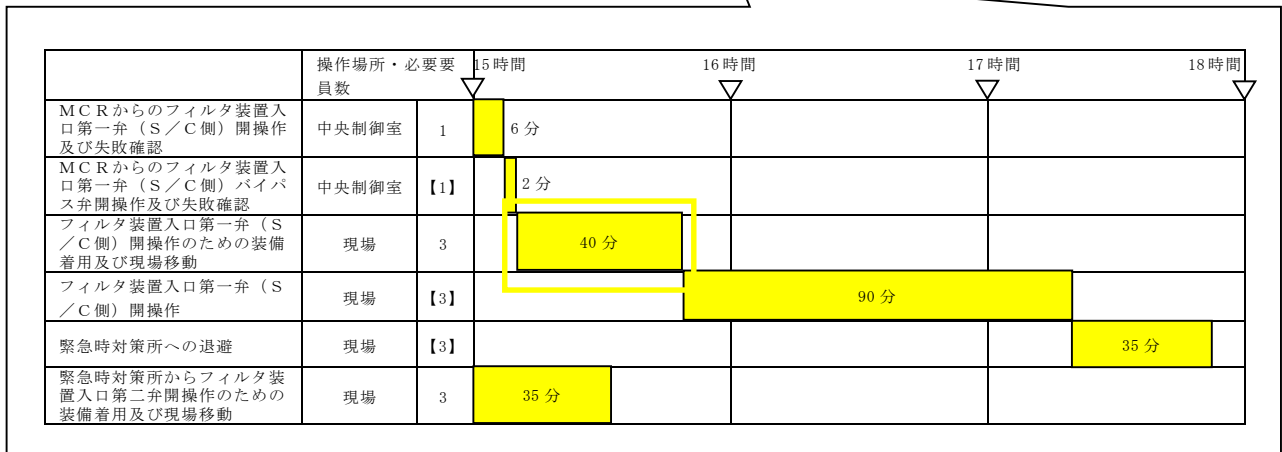 操作場所・必要要
員数
15時間
16時間
17時間
18時間
MCRからのフィルタ装置入
口第一弁（S／C側）開操作
及び失敗確認
中央制御室
1
6分
MCRからのフィルタ装置入
口第一弁（S／C側）バイパ
ス弁開操作及び失敗確認
中央制御室
【1】
2分
フィルタ装置入口第一弁（S
／C側）開操作のための装備
着用及び現場移動
現場
3
40分
フィルタ装置入口第一弁（S
／C側）開操作
現場
【3】
90分
緊急時対策所への退避
現場
【3】
35分
緊急時対策所からフィルタ装
置入口第二弁開操作のための
装備着用及び現場移動
現場
3
35分